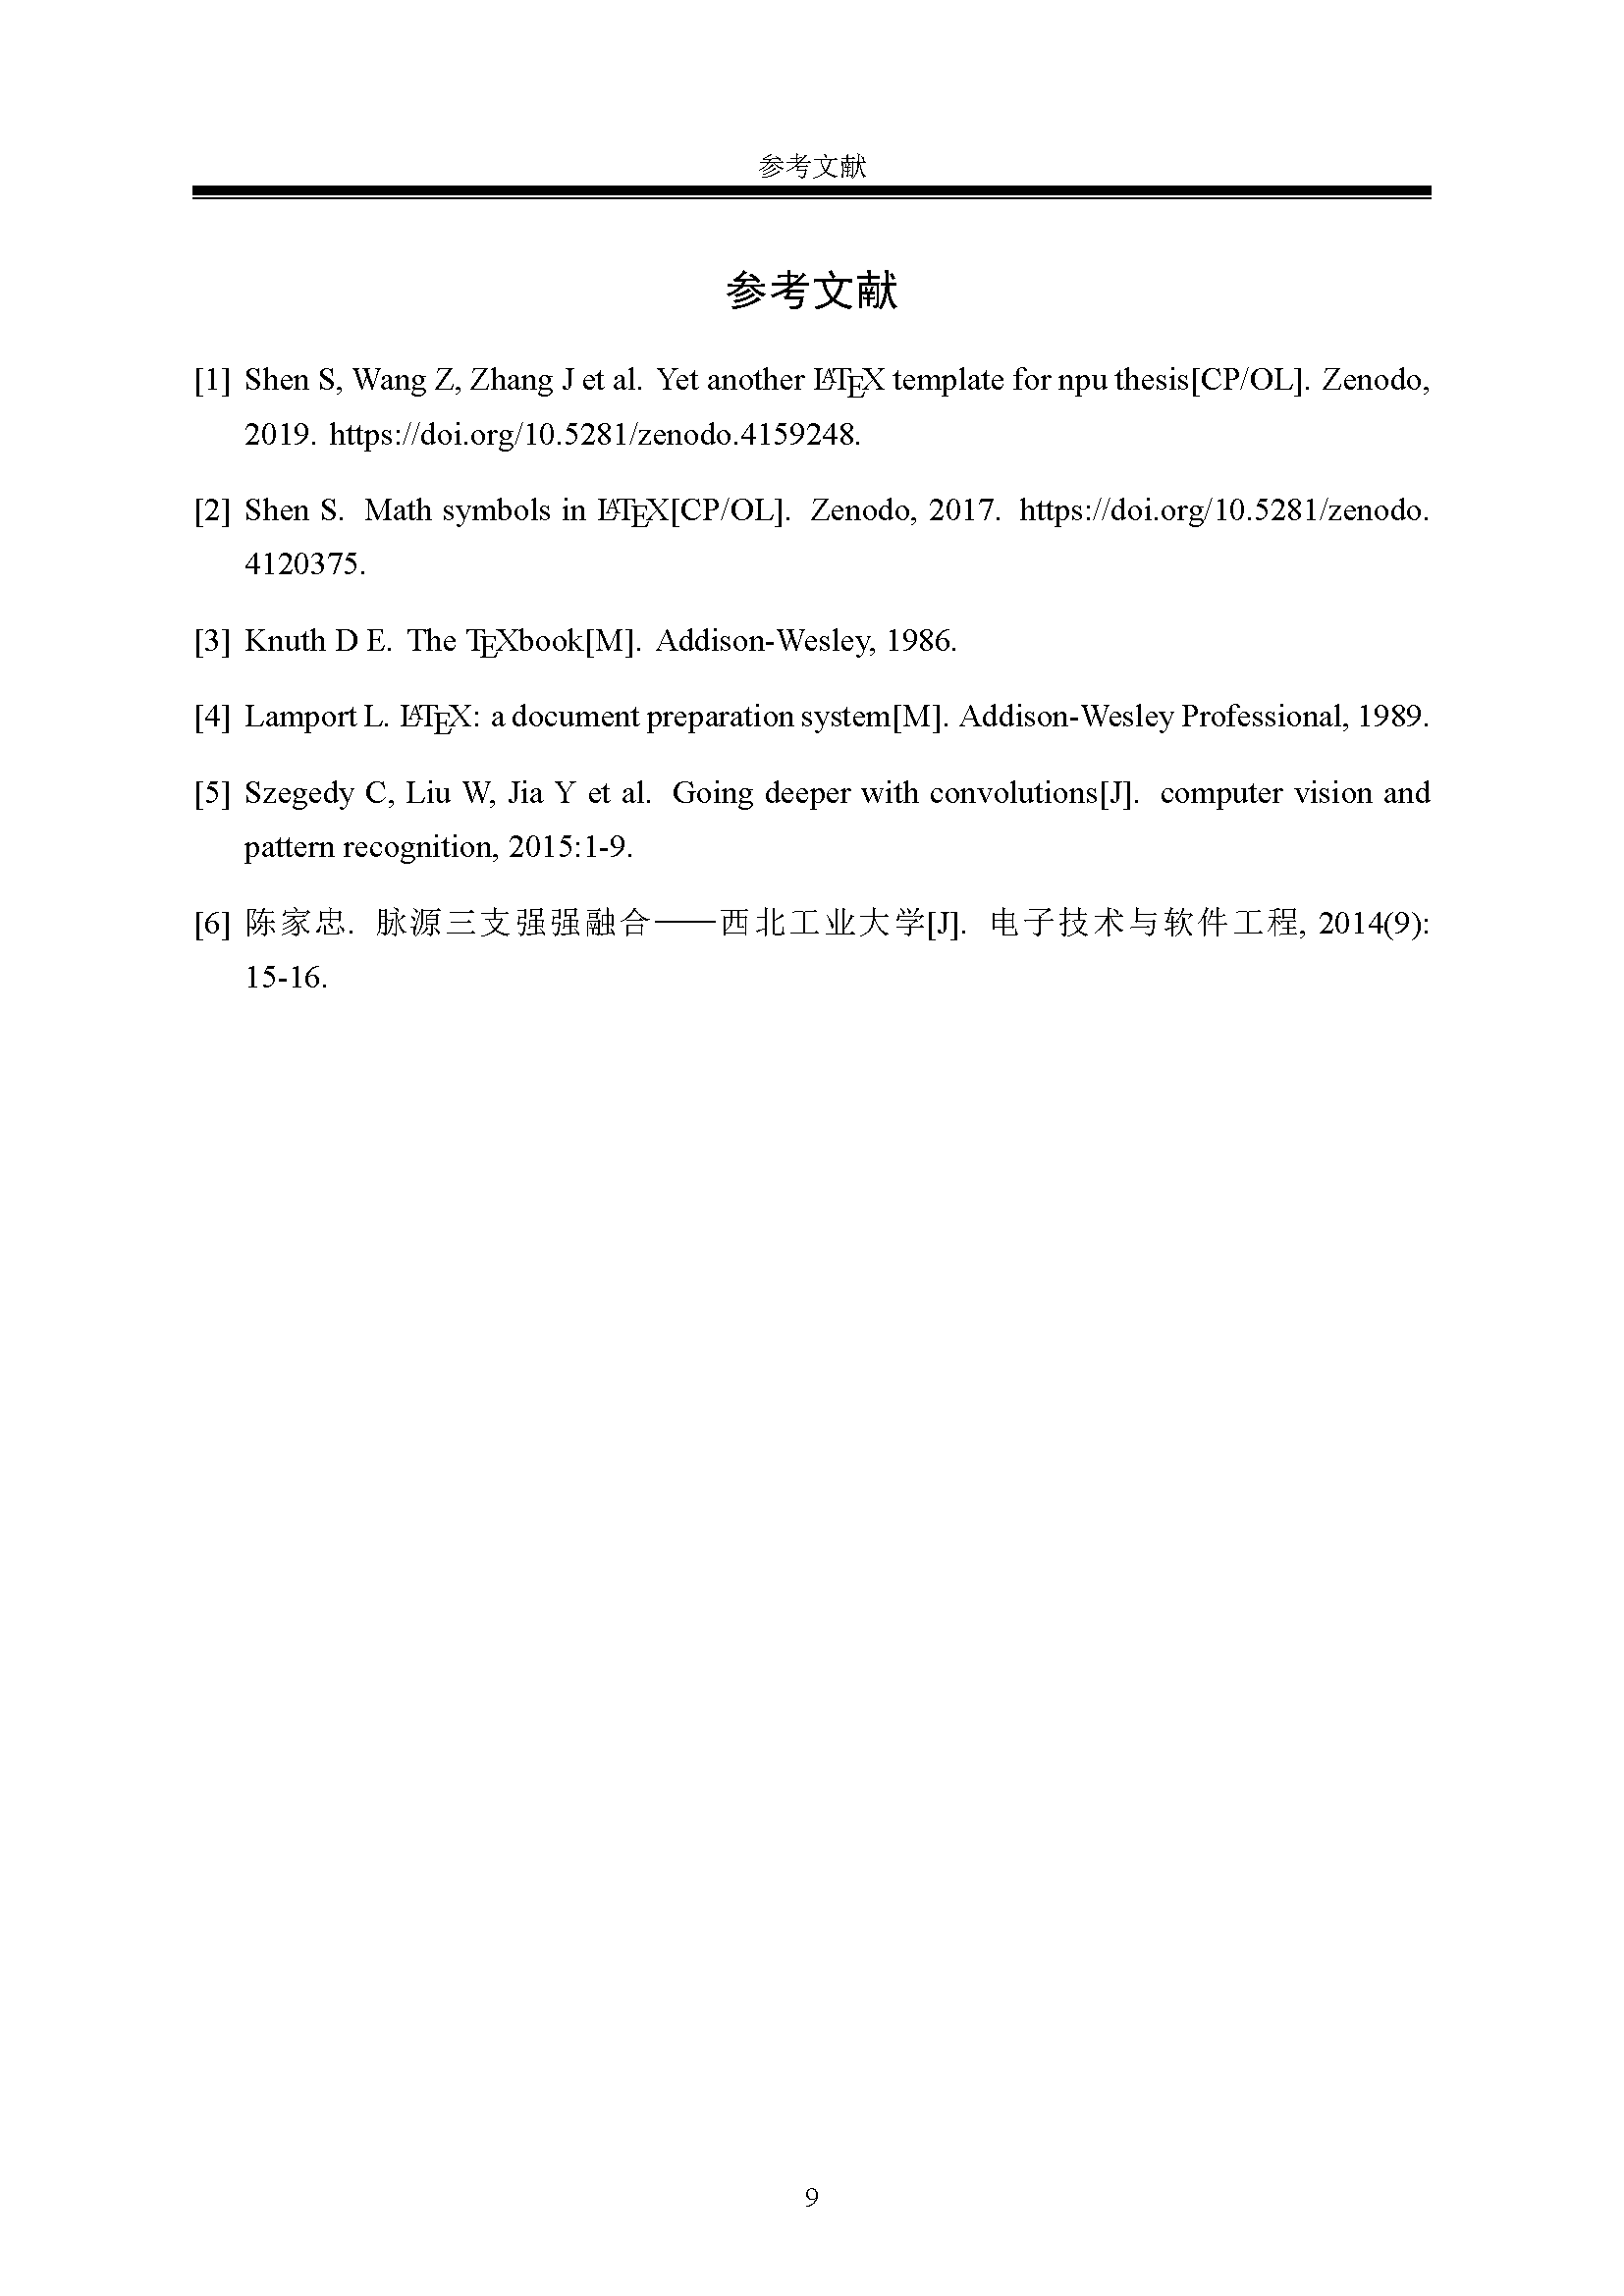 参考文献
参考文献
[1] Shen S, Wang Z, Zhang J et al. Yet another LATEX template for npu thesis[CP/OL]. Zenodo,
2019. https://doi.org/10.5281/zenodo.4159248.
[2] Shen S. Math symbols in LATEX[CP/OL]. Zenodo, 2017. https://doi.org/10.5281/zenodo.
4120375.
[3] Knuth D E. The TEXbook[M]. Addison-Wesley, 1986.
[4] Lamport L. LATEX: a document preparation system[M]. Addison-Wesley Professional, 1989.
[5] Szegedy C, Liu W, Jia Y et al. Going deeper with convolutions[J]. computer vision and
pattern recognition, 2015:1-9.
[6] 陈家忠. 脉源三支强强融合——西北工业大学[J]. 电子技术与软件工程, 2014(9):
15-16.
9